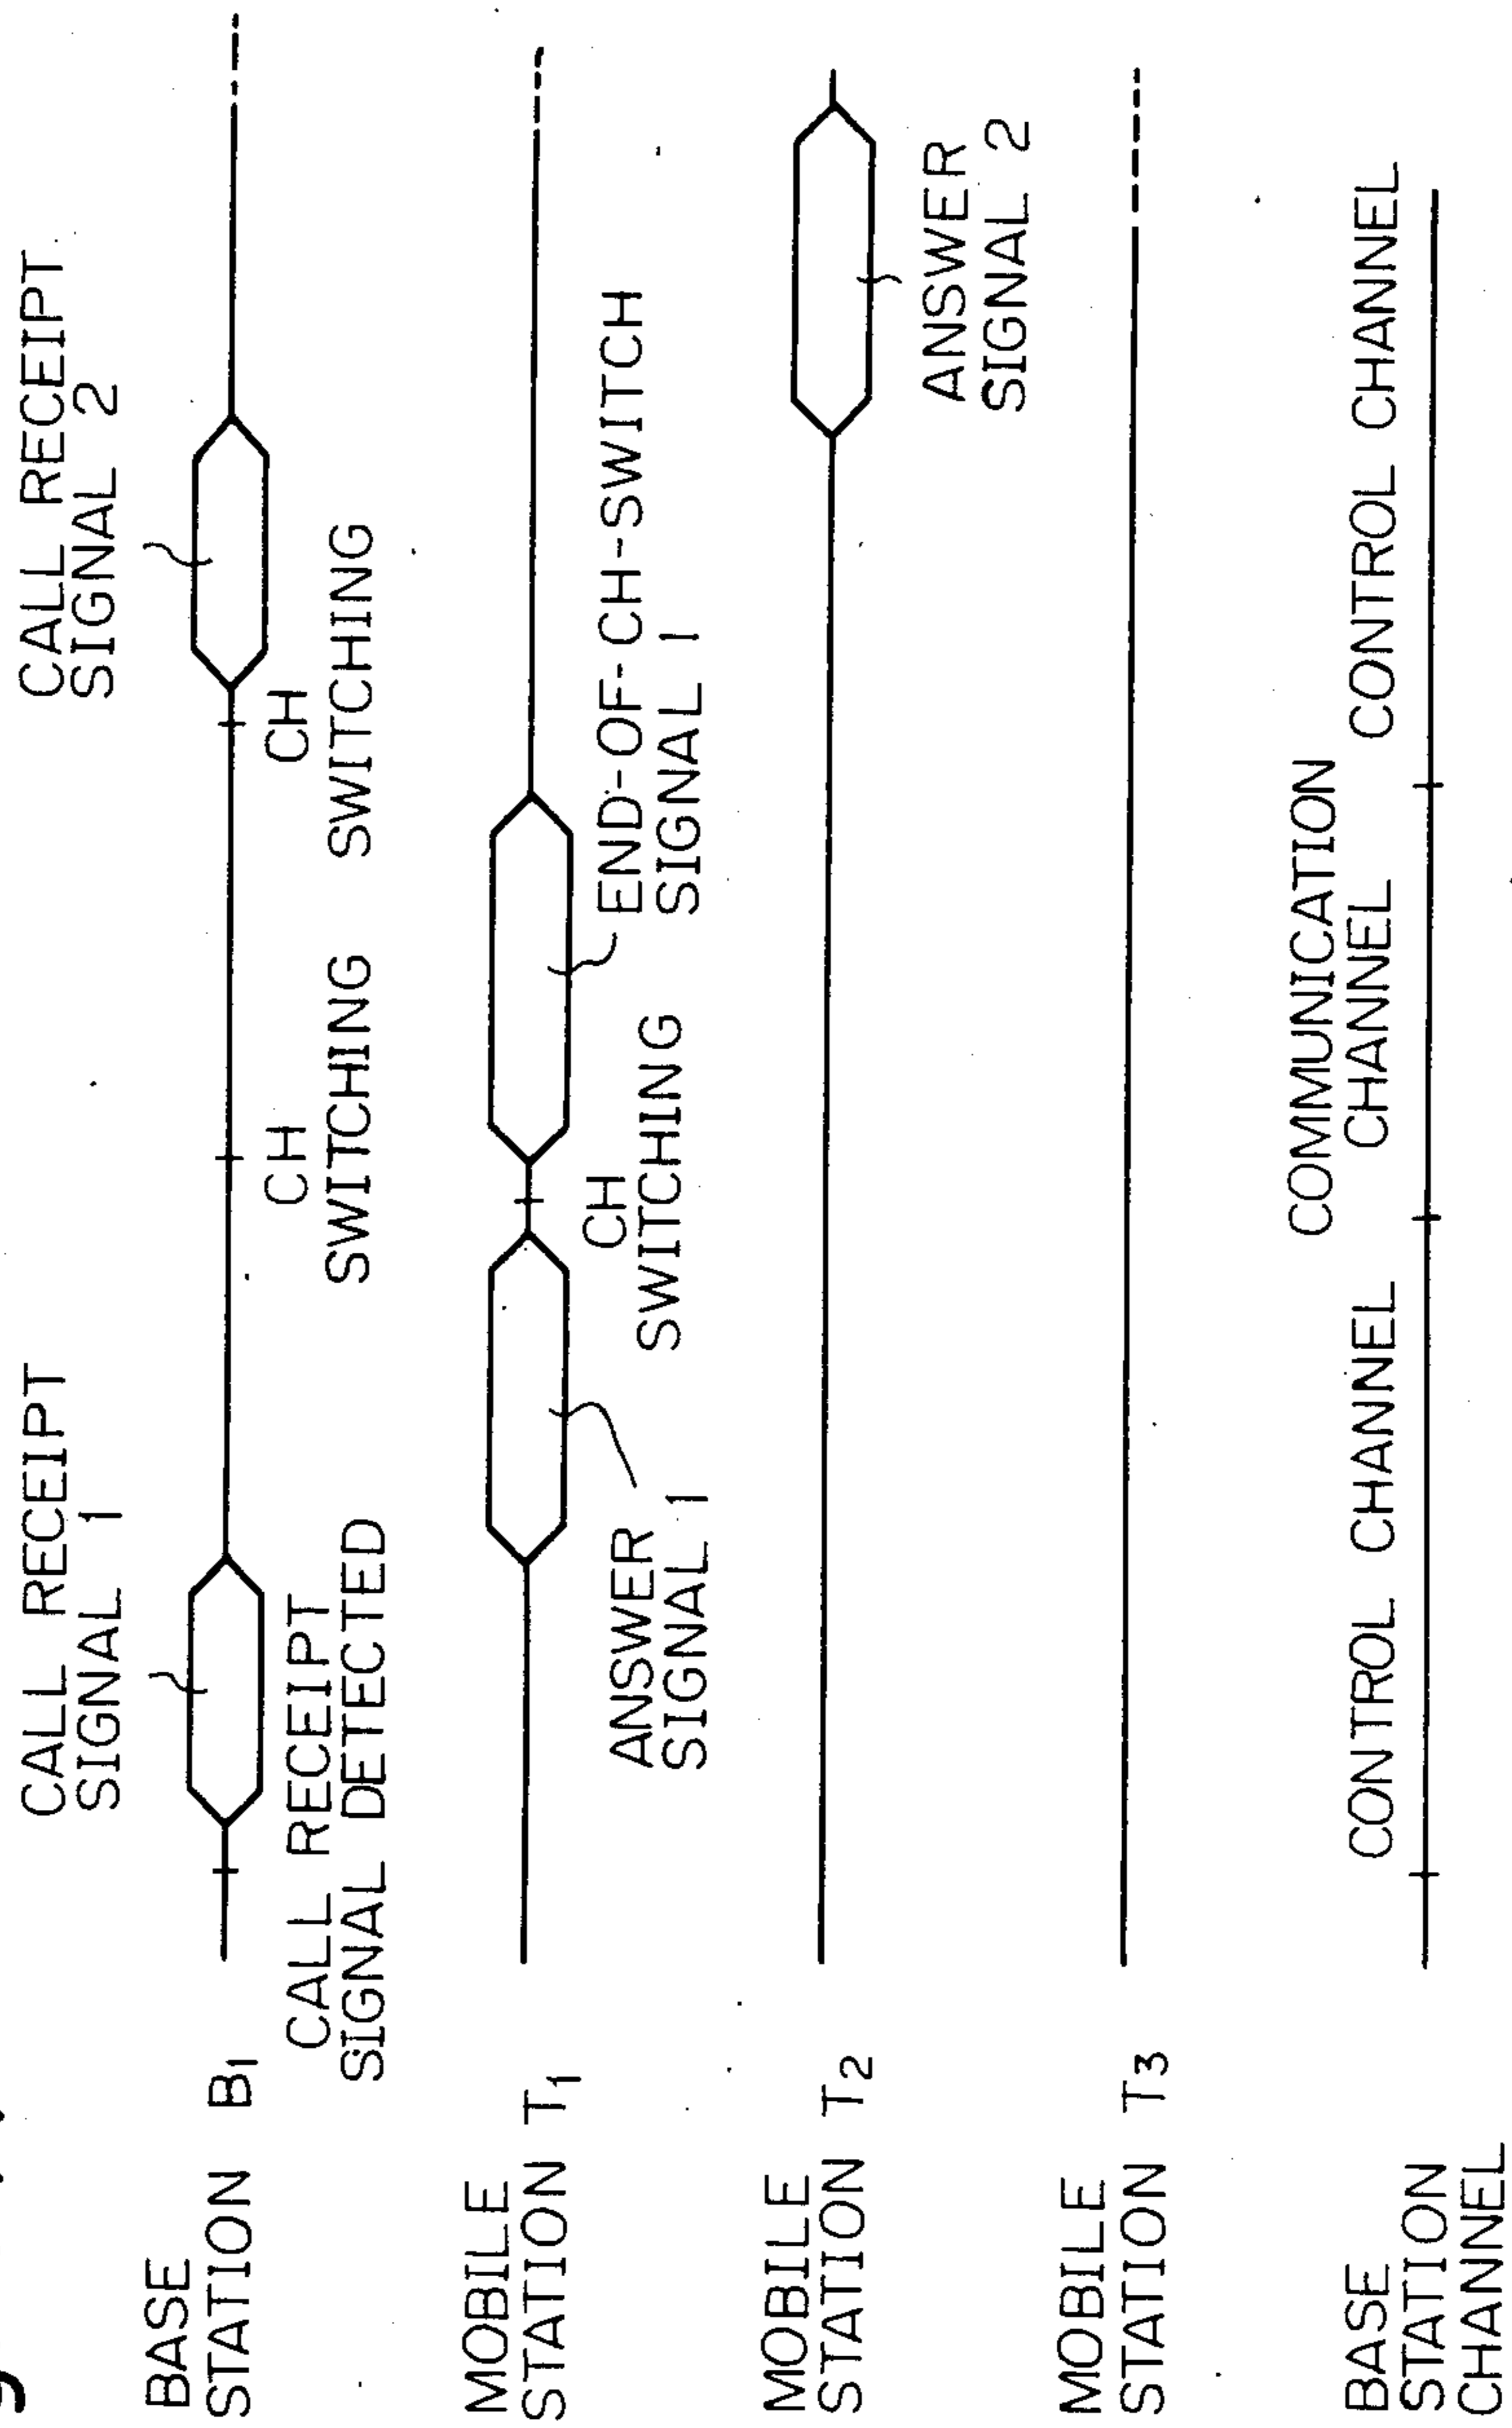 CALL RECEIPT
SIGNAL 1
CALL RECEIPT
SIGNAL 2
BASE
STATION B1
CALL RECEIPT
SIGNAL DETECTED
CH
SWITCHING
CH
SWITCHING
MOBILE
STATION T1
ANSWER
SIGNAL 1
CH
SWITCHING
END-OF-CH-SWITCH
SIGNAL 1
MOBILE
STATION T2
ANSWER
SIGNAL 2
MOBILE
STATION T3
BASE
STATION
CHANNEL
CONTROL CHANNEL
COMMUNICATION
CHANNEL
CONTROL CHANNEL